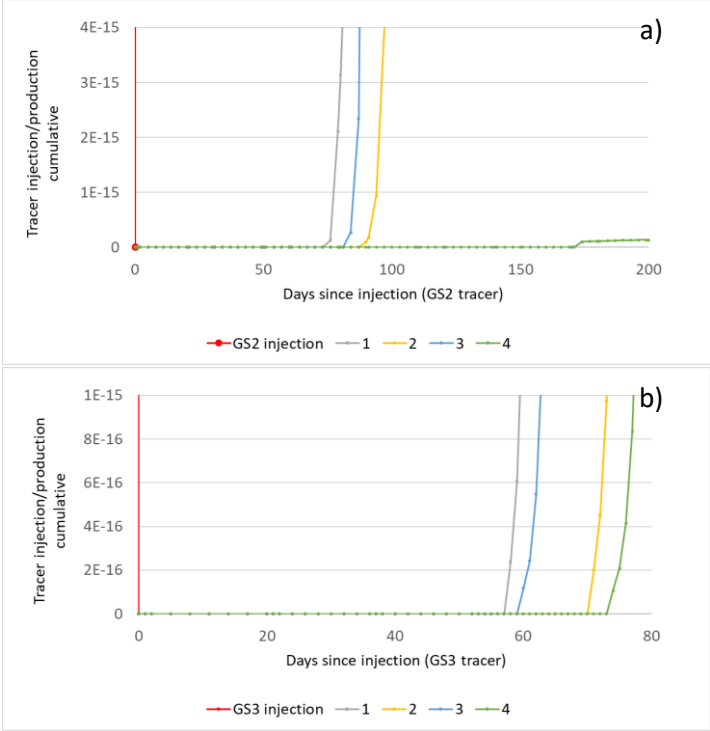 a)
4E-15
3E-15
2E-15
1E-15
0
Tracer injection/production
cumulative
0 50 100 150 200
Days since injection (GS2 tracer)
GS2 injection 1 2 3 4
b)
1E-15
8E-16
6E-16
4E-16
2E-16
0
Tracer injection/production
cumulative
0 20 40 60 80
Days since injection (GS3 tracer)
GS3 injection 1 2 3 4